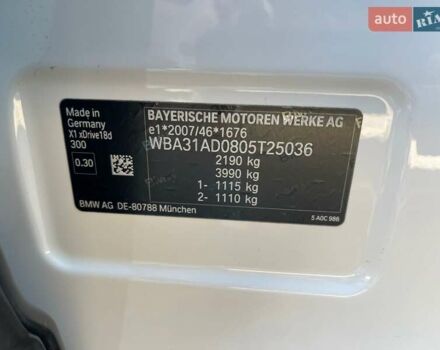 auto RIA
Made in
Germany
X1 xDrive18d
300
0.30
BAYERISCHE MOTOREN WERKE AG
e1*2007/46*1676
WBA31AD0805T25036
2190 kg
3990 kg
1- 1115 kg
2- 1110 kg
BMW AG DE-80788 München
5 A0C 986